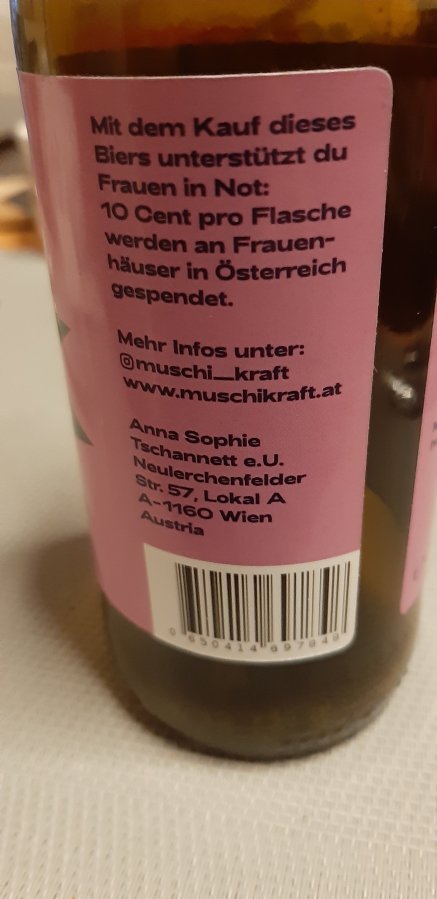 Mit dem Kauf dieses
Biers unterstützt du
Frauen in Not:
10 Cent pro Flasche
werden an Frauen-
häuser in Österreich
gespendet.
Mehr Infos unter:
muschi_kraft
www.muschikraft.at
Anna Sophie
Tschannett e.U.
Neulerchenfelder
Str. 57, Lokal A
A-1160 Wien
Austria